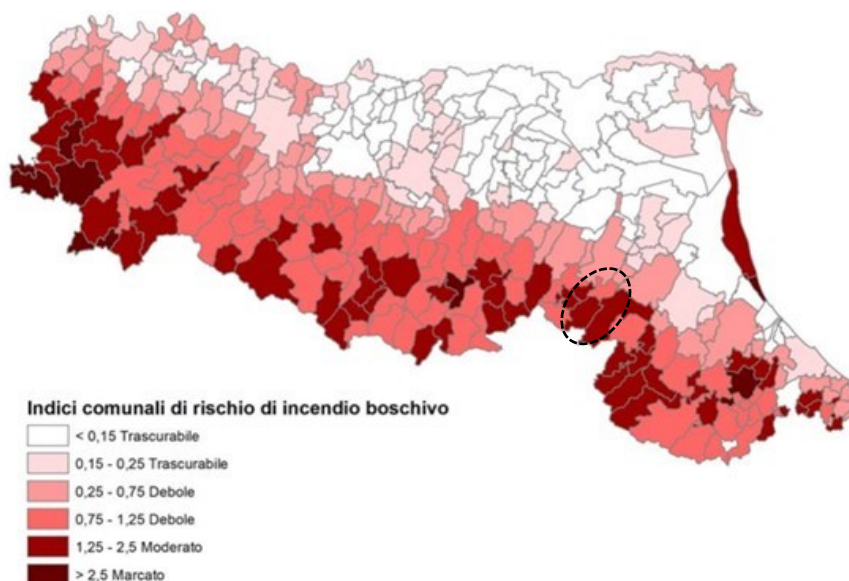 Indici comunali di rischio di incendio boschivo
< 0,15 Trascurabile
0,15 - 0,25 Trascurabile
0,25 - 0,75 Debole
0,75 - 1,25 Debole
1,25 - 2,5 Moderato
> 2,5 Marcato